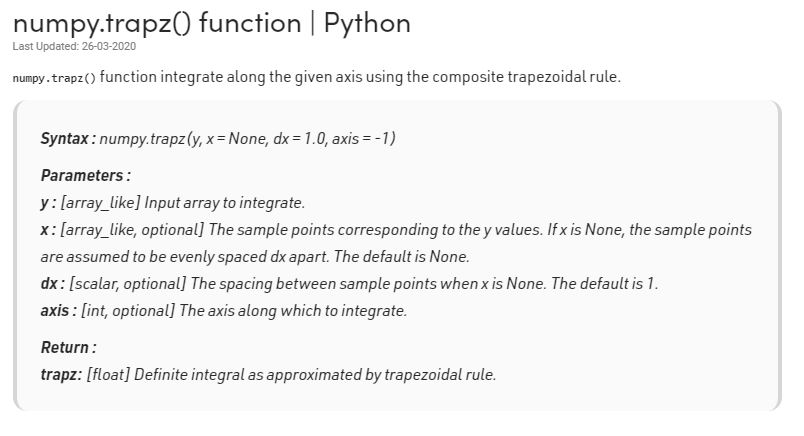 numpy.trapz() function | Python
Last Updated: 26-03-2020
numpy.trapz() function integrate along the given axis using the composite trapezoidal rule.
Syntax : numpy.trapz(y, x = None, dx = 1.0, axis = -1)
Parameters :
y : [array_like] Input array to integrate.
x : [array_like, optional] The sample points corresponding to the y values. If x is None, the sample points
are assumed to be evenly spaced dx apart. The default is None.
dx : [scalar, optional] The spacing between sample points when x is None. The default is 1.
axis : [int, optional] The axis along which to integrate.
Return :
trapz: [float] Definite integral as approximated by trapezoidal rule.